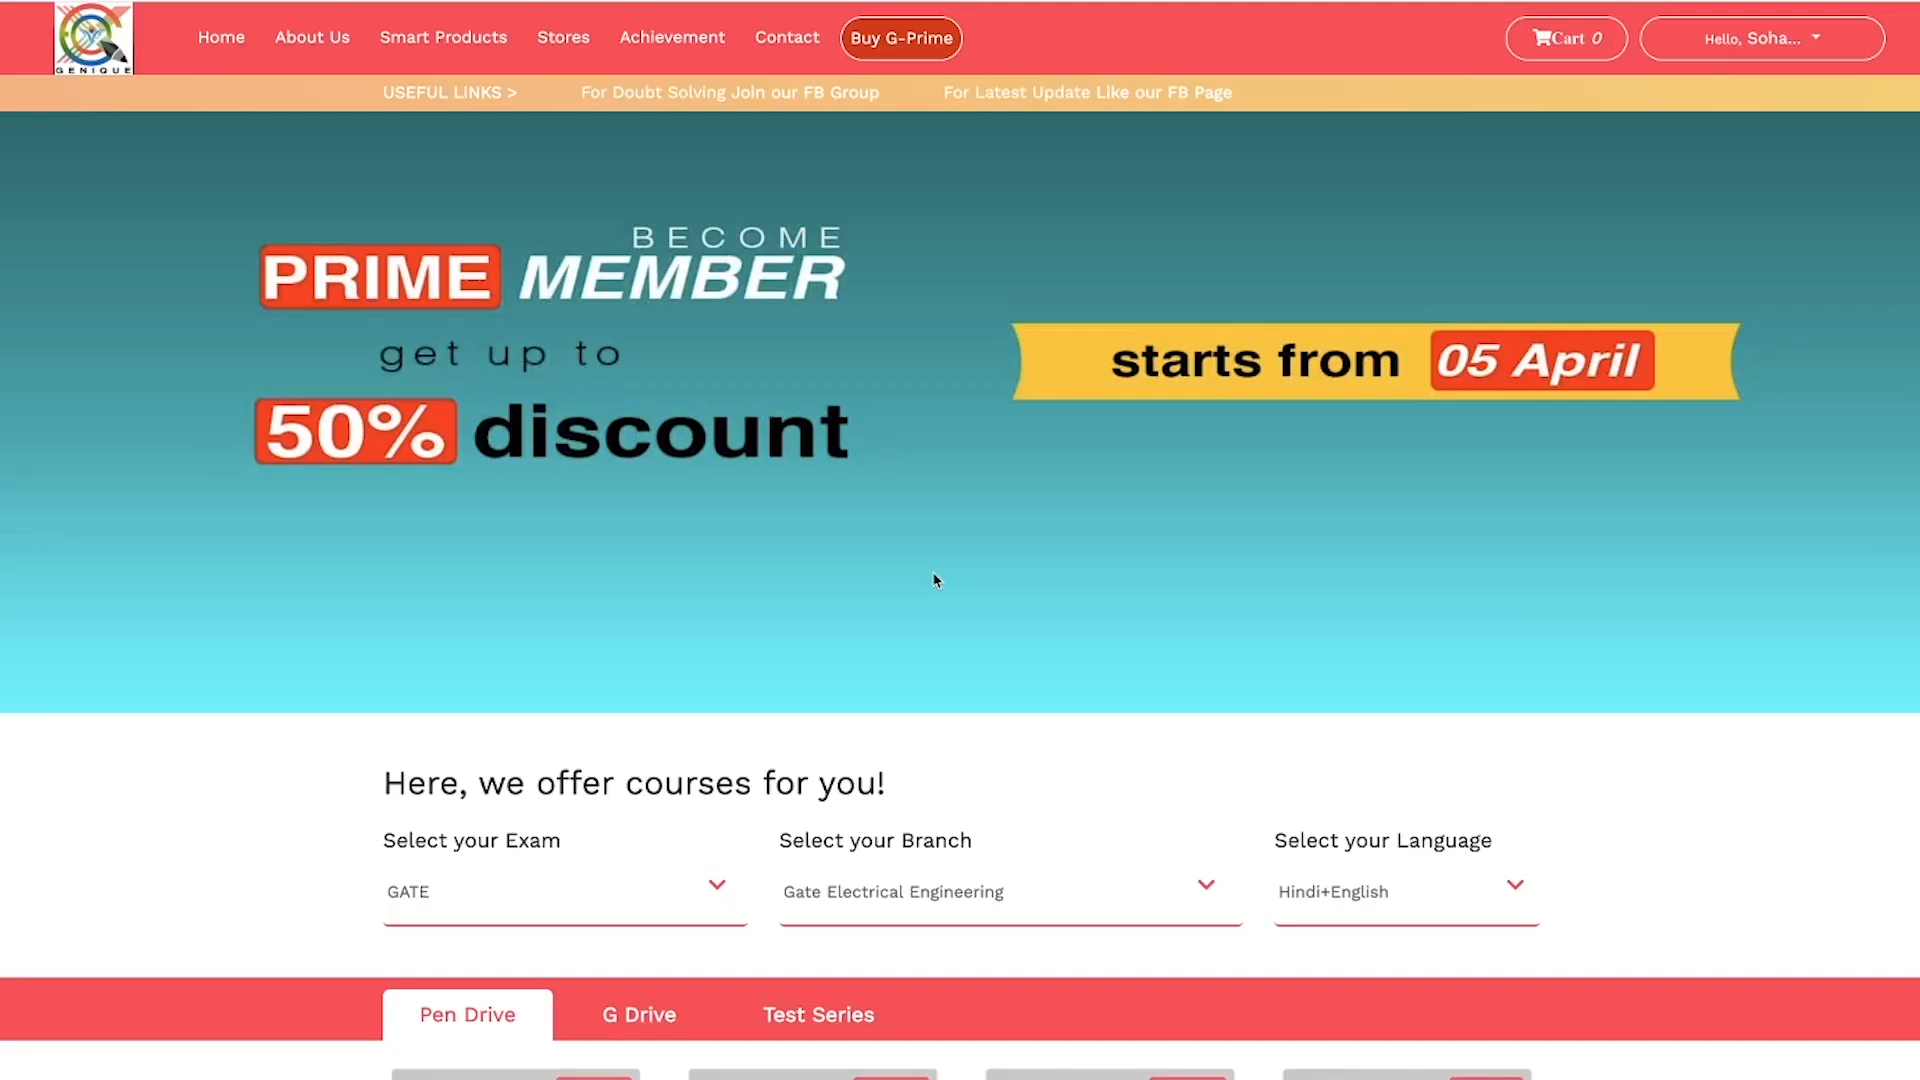 GENIQUE
Home About Us Smart Products Stores Achievement Contact Buy G-Prime Cart 0 Hello, Soha...
USEFUL LINKS > For Doubt Solving Join our FB Group For Latest Update Like our FB Page
BECOME
PRIME MEMBER
get up to
50% discount
starts from 05 April
Here, we offer courses for you!
Select your Exam Select your Branch Select your Language
GATE Gate Electrical Engineering Hindi+English
Pen Drive G Drive Test Series